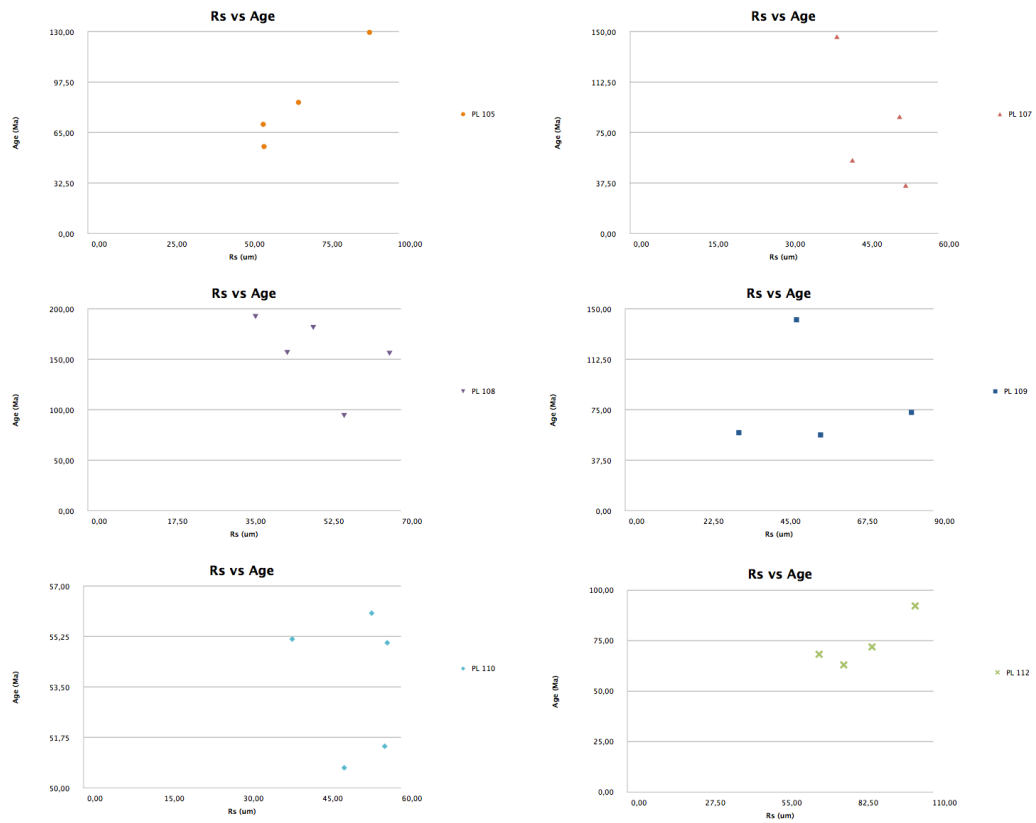 Rs vs Age
130,00
97,50
65,00
32,50
0,00
Age (Ma)
0,00 25,00 50,00 75,00 100,00
Rs (um)
PL 105
Rs vs Age
150,00
112,50
75,00
37,50
0,00
Age (Ma)
0,00 15,00 30,00 45,00 60,00
Rs (um)
PL 107
Rs vs Age
200,00
150,00
100,00
50,00
0,00
Age (Ma)
0,00 17,50 35,00 52,50 70,00
Rs (um)
PL 108
Rs vs Age
150,00
112,50
75,00
37,50
0,00
Age (Ma)
0,00 22,50 45,00 67,50 90,00
Rs (um)
PL 109
Rs vs Age
57,00
55,25
53,50
51,75
50,00
Age (Ma)
0,00 15,00 30,00 45,00 60,00
Rs (um)
PL 110
Rs vs Age
100,00
75,00
50,00
25,00
0,00
Age (Ma)
0,00 27,50 55,00 82,50 110,00
Rs (um)
PL 112